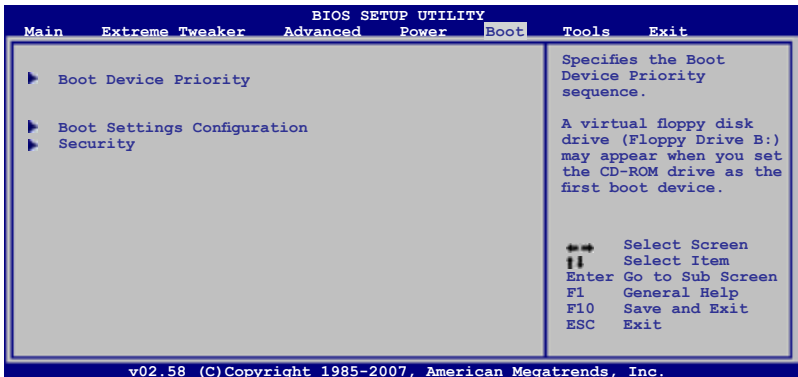 BIOS SETUP UTILITY
Main Extreme Tweaker Advanced Power Boot Tools Exit
Boot Device Priority
Boot Settings Configuration
Security
Specifies the Boot
Device Priority
sequence.
A virtual floppy disk
drive (Floppy Drive B:)
may appear when you set
the CD-ROM drive as the
first boot device.
Select Screen
Select Item
Enter Go to Sub Screen
F1 General Help
F10 Save and Exit
ESC Exit
v02.58 (C)Copyright 1985-2007, American Megatrends, Inc.